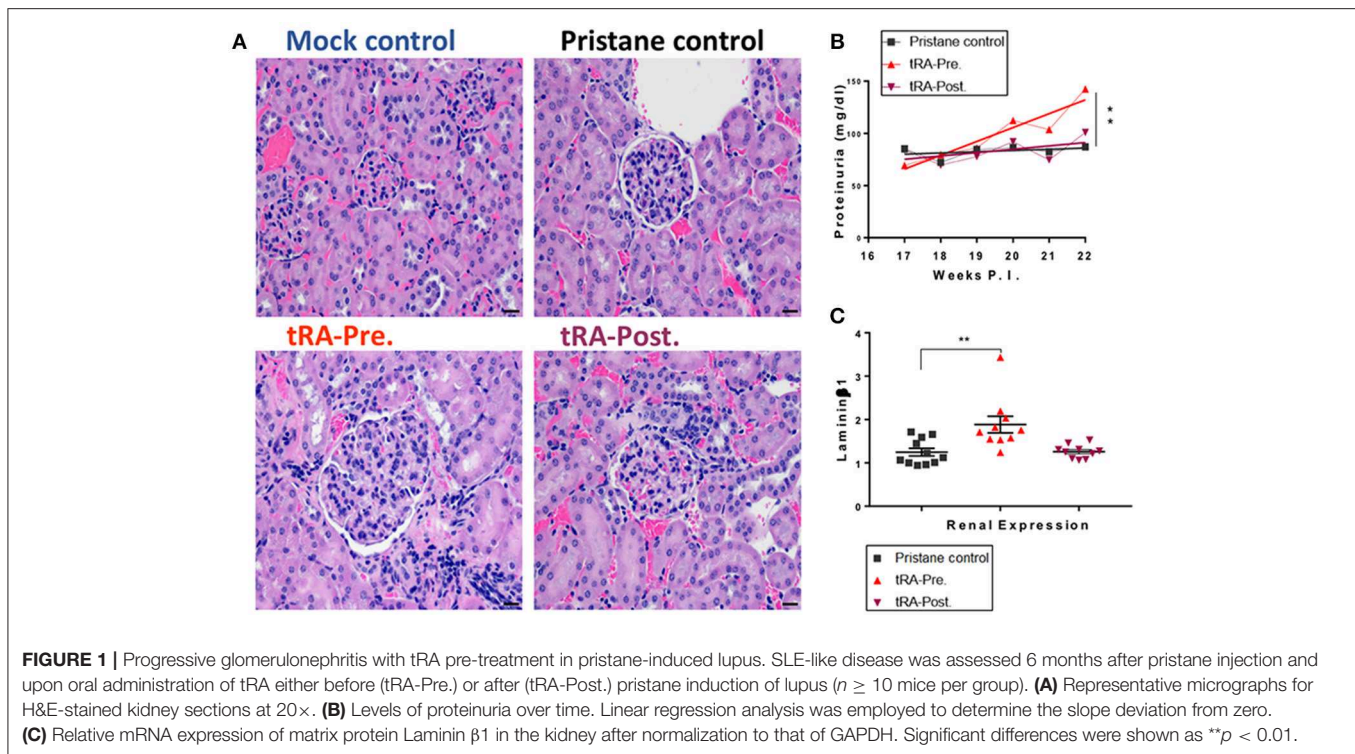 A
Mock control
Pristane control
tRA-Pre.
tRA-Post.
B
Pristane control
tRA-Pre.
tRA-Post.
Proteinuria (mg/dl)
150
100
50
0
16 17 18 19 20 21 22
Weeks P.I.
**
C
**
Lamininβ1
4
3
2
1
0
Renal Expression
Pristane control
tRA-Pre.
tRA-Post.
FIGURE 1 | Progressive glomerulonephritis with tRA pre-treatment in pristane-induced lupus. SLE-like disease was assessed 6 months after pristane injection and
upon oral administration of tRA either before (tRA-Pre.) or after (tRA-Post.) pristane induction of lupus (n ≥ 10 mice per group). (A) Representative micrographs for
H&E-stained kidney sections at 20×. (B) Levels of proteinuria over time. Linear regression analysis was employed to determine the slope deviation from zero.
(C) Relative mRNA expression of matrix protein Laminin β1 in the kidney after normalization to that of GAPDH. Significant differences were shown as **p < 0.01.